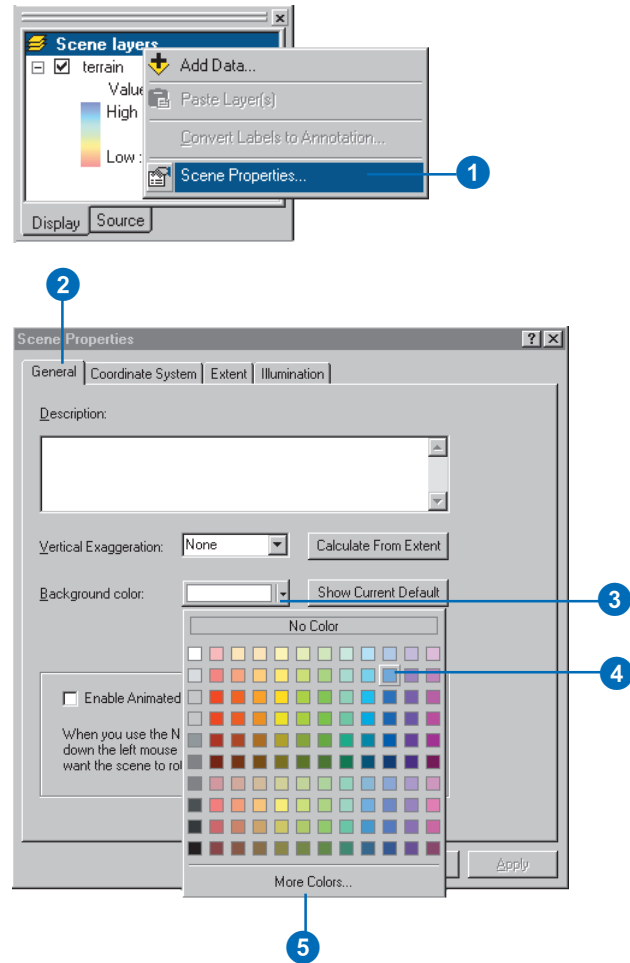 Scene layers
terrain
Add Data...
Value
Paste Layer(s)
High
Convert Labels to Annotation...
Low :
Scene Properties...
1
Display
Source
2
Scene Properties
General
Coordinate System
Extent
Illumination
Description:
Vertical Exaggeration:
None
Calculate From Extent
Background color:
Show Current Default
3
No Color
4
Enable Animated
When you use the N
down the left mouse
want the scene to
Apply
More Colors...
5